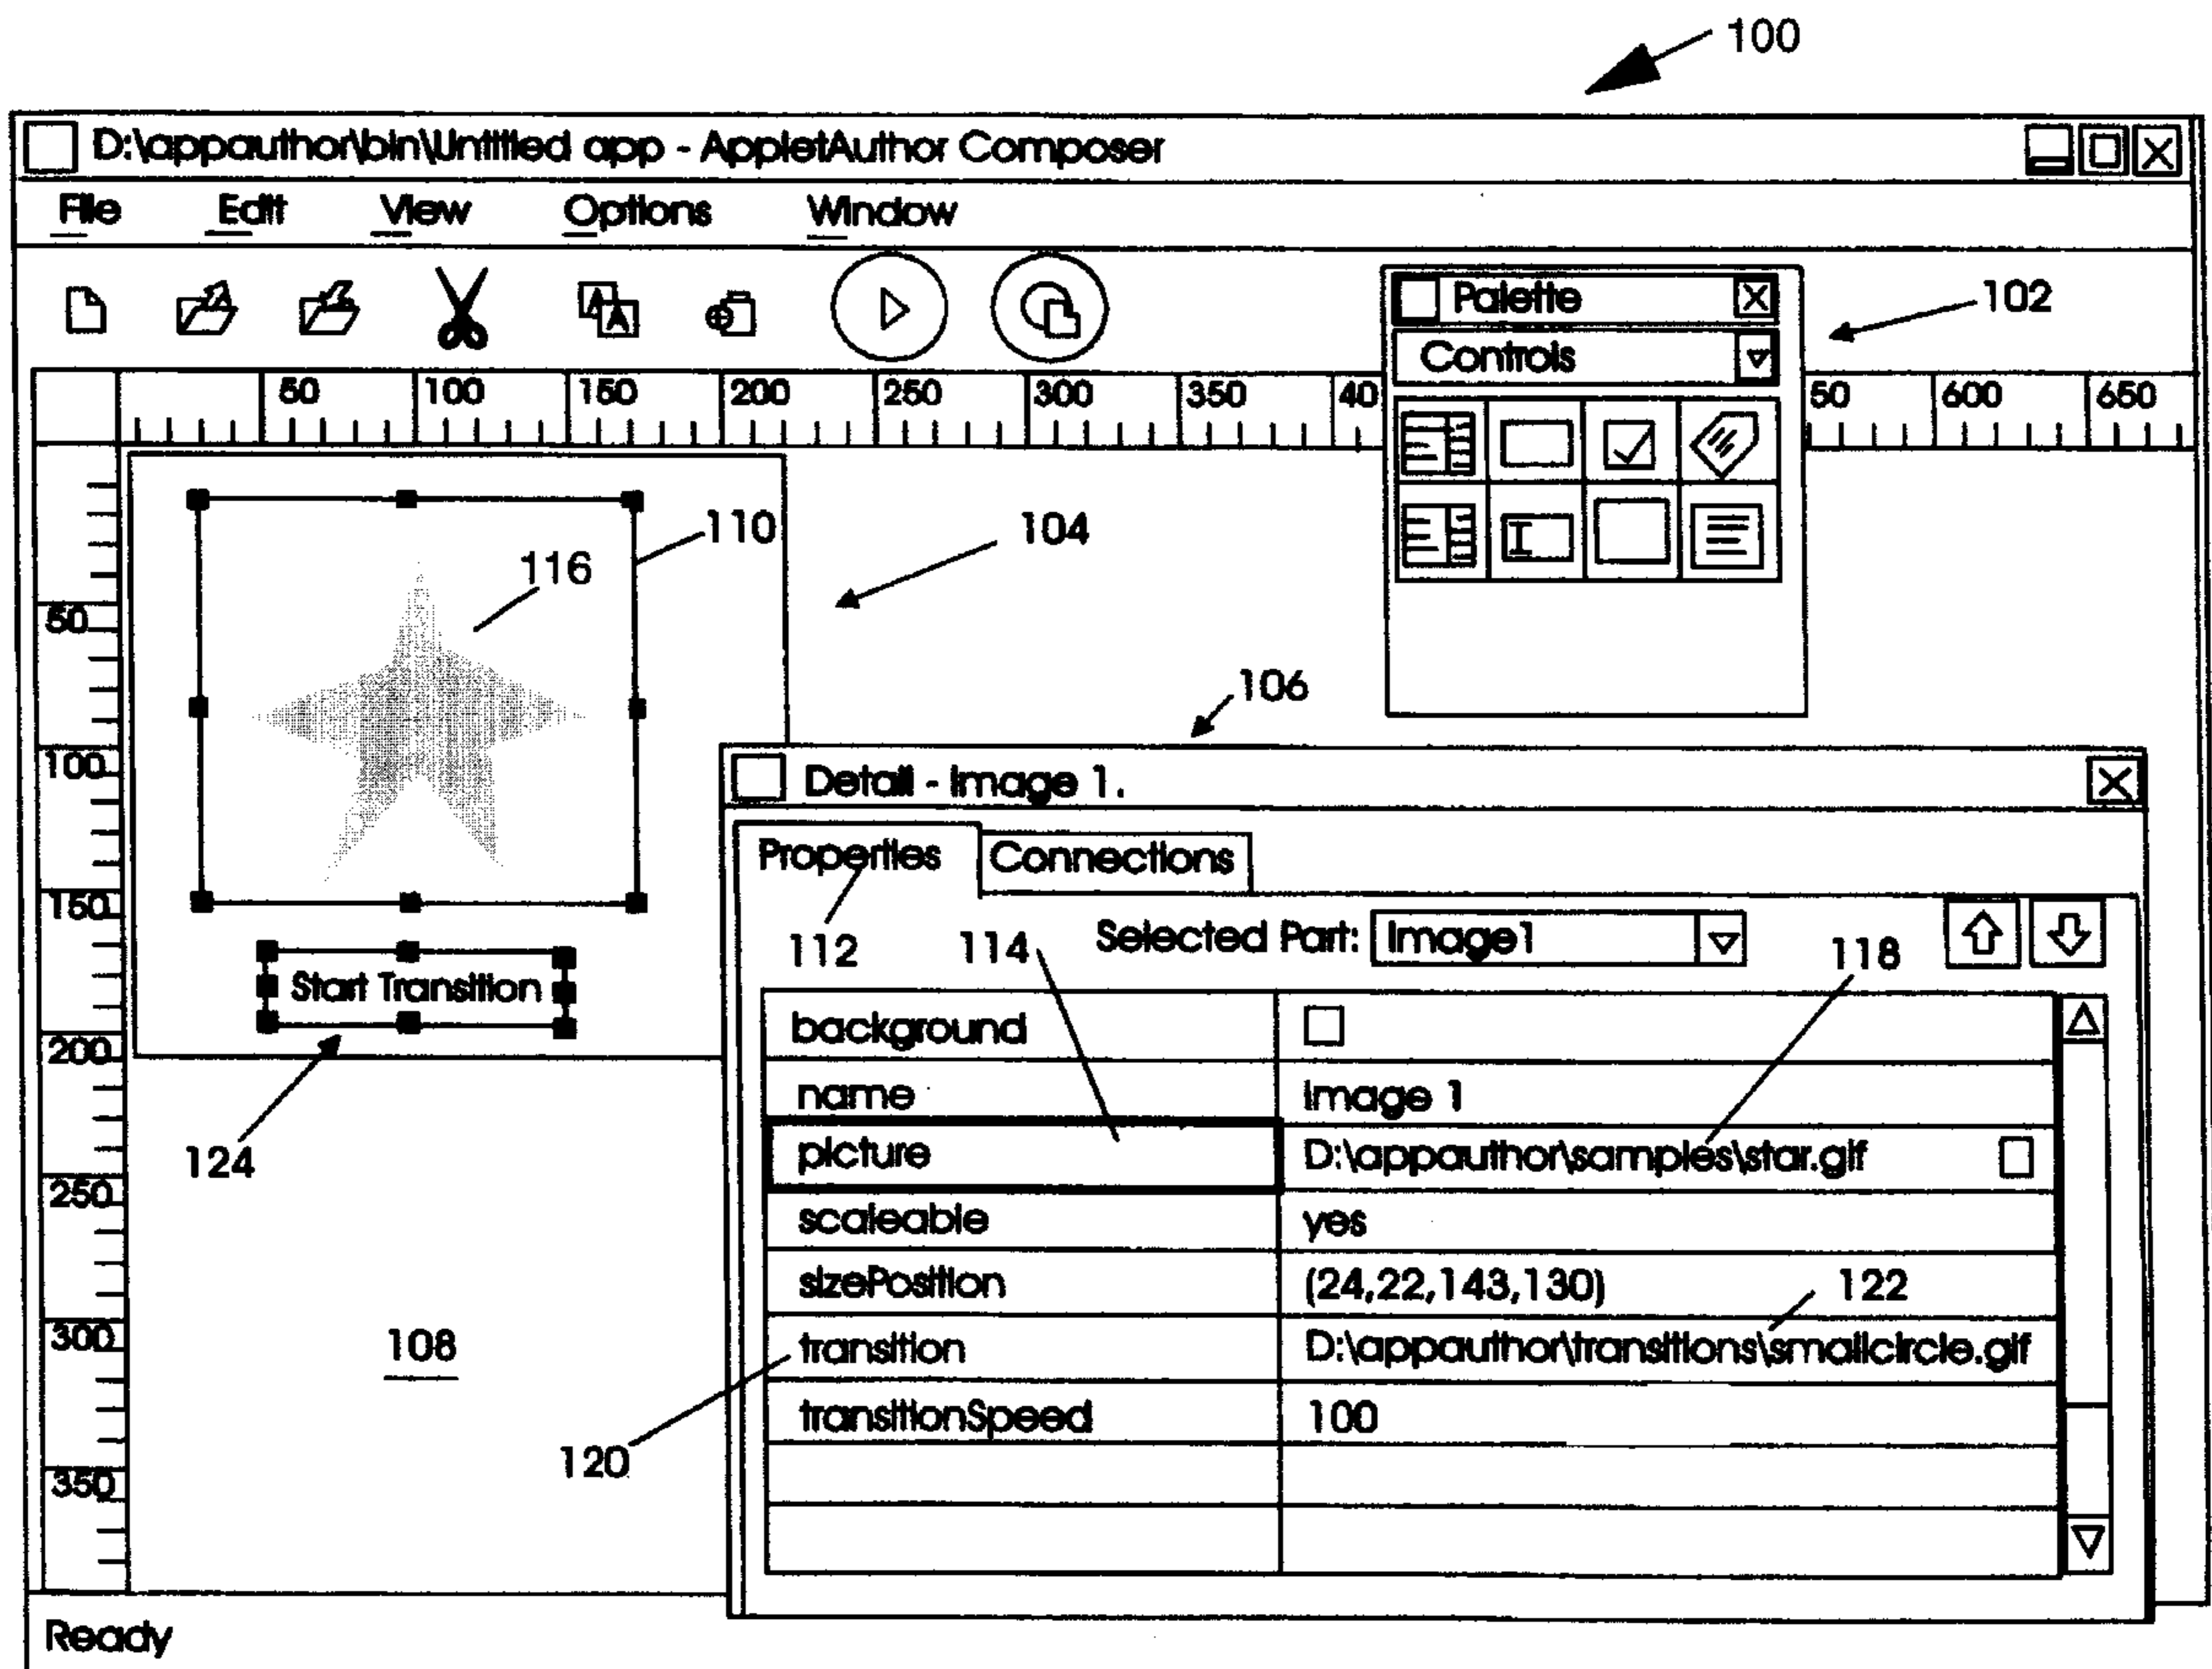 100
D:\appauthor\bin\Untitled app - AppletAuthor Composer
File Edit View Options Window
Palette
102
Controls
50 100 150 200 250 300 350 40 50 600 650
110
104
116
50
106
100
Detail - Image 1.
Properties Connections
150
112 114 Selected Part: Image1 118
Start Transition
background
200
name Image 1
124
picture D:\appauthor\samples\star.gif
250
scaleable yes
sizePosition (24,22,143,130) 122
300
108
transition D:\appauthor\transitions\smallcircle.gif
transitionSpeed 100
120
350
Ready